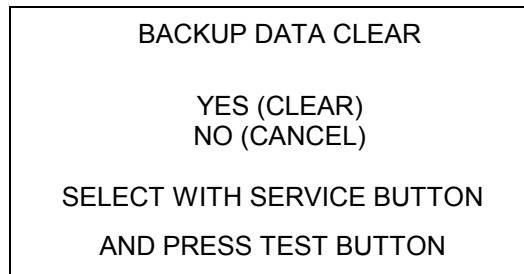 BACKUP DATA CLEAR
YES (CLEAR)
NO (CANCEL)
SELECT WITH SERVICE BUTTON
AND PRESS TEST BUTTON